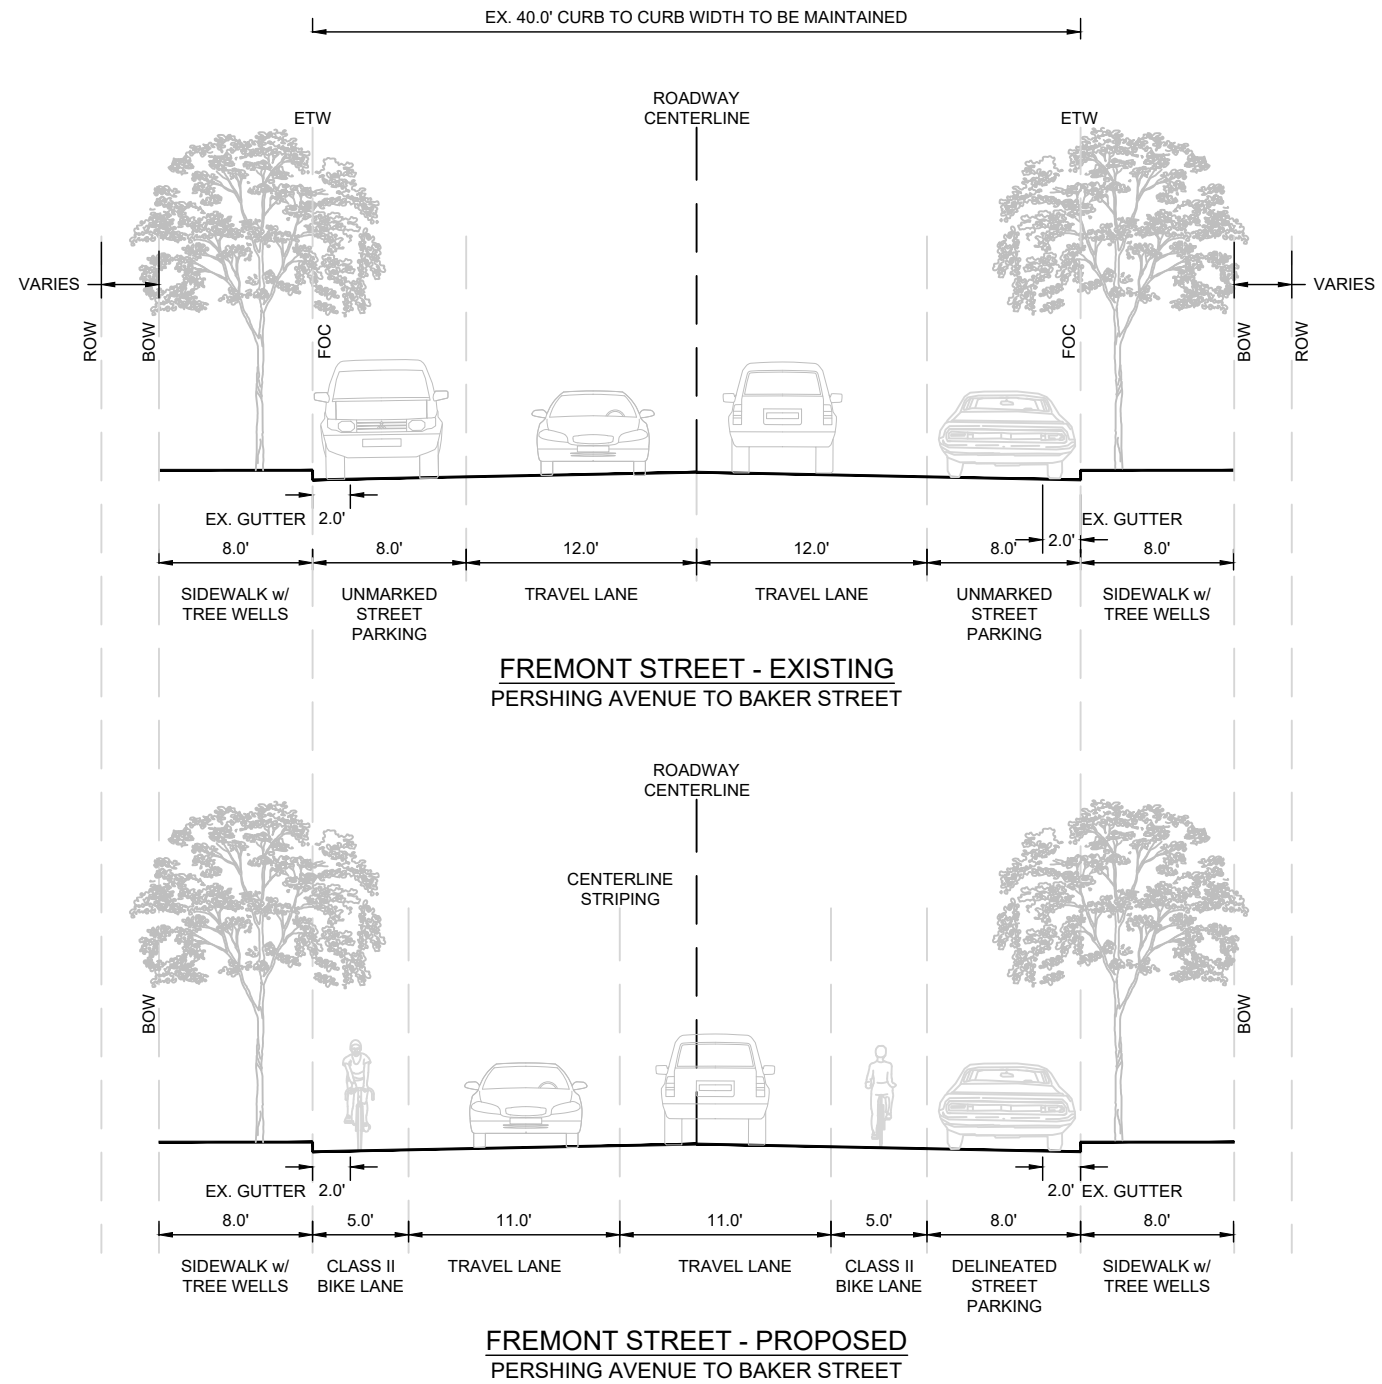 EX. 40.0' CURB TO CURB WIDTH TO BE MAINTAINED
ROADWAY
CENTERLINE
ETW
ETW
VARIES
VARIES
ROW
BOW
FOC
FOC
BOW
ROW
EX. GUTTER
2.0'
EX. GUTTER
2.0'
8.0'
8.0'
12.0'
12.0'
8.0'
8.0'
SIDEWALK w/
TREE WELLS
UNMARKED
STREET
PARKING
TRAVEL LANE
TRAVEL LANE
UNMARKED
STREET
PARKING
SIDEWALK w/
TREE WELLS
FREMONT STREET - EXISTING
PERSHING AVENUE TO BAKER STREET
ROADWAY
CENTERLINE
CENTERLINE
STRIPING
BOW
BOW
EX. GUTTER
2.0'
2.0'
EX. GUTTER
8.0'
5.0'
11.0'
11.0'
5.0'
8.0'
8.0'
SIDEWALK w/
TREE WELLS
CLASS II
BIKE LANE
TRAVEL LANE
TRAVEL LANE
CLASS II
BIKE LANE
DELINEATED
STREET
PARKING
SIDEWALK w/
TREE WELLS
FREMONT STREET - PROPOSED
PERSHING AVENUE TO BAKER STREET